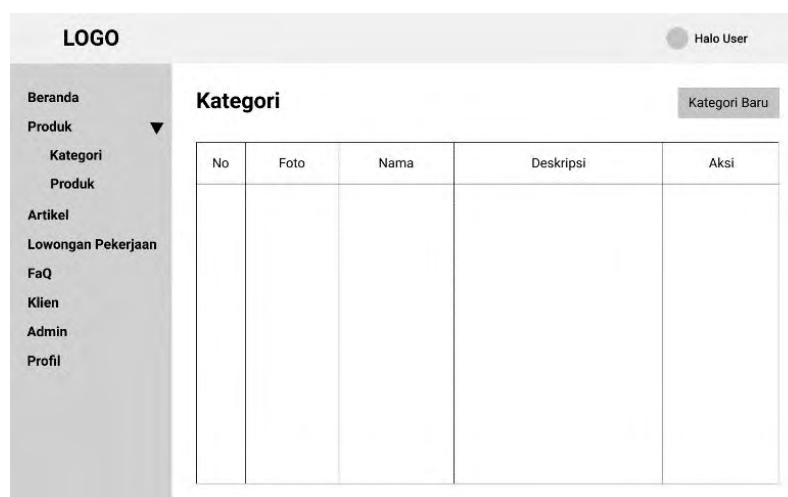 LOGO
Halo User
Beranda
Produk
Kategori
Produk
Artikel
Lowongan Pekerjaan
FaQ
Klien
Admin
Profil
Kategori
Kategori Baru
No Foto Nama Deskripsi Aksi